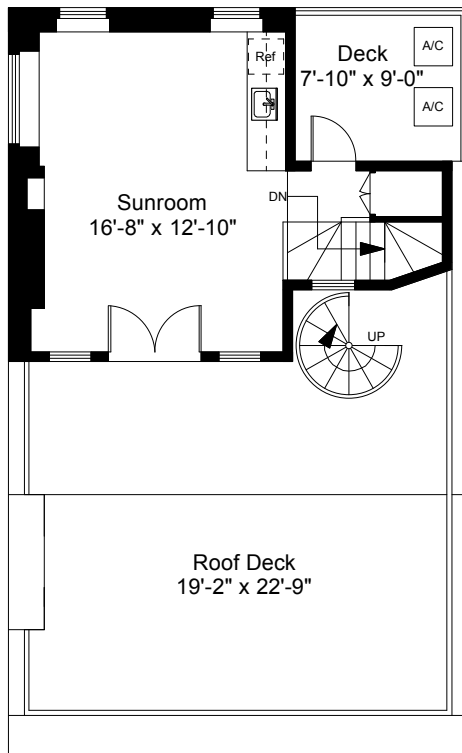 Ref
Deck
7'-10" x 9'-0"
A/C
A/C
Sunroom
16'-8" x 12'-10"
DN
UP
Roof Deck
19'-2" x 22'-9"